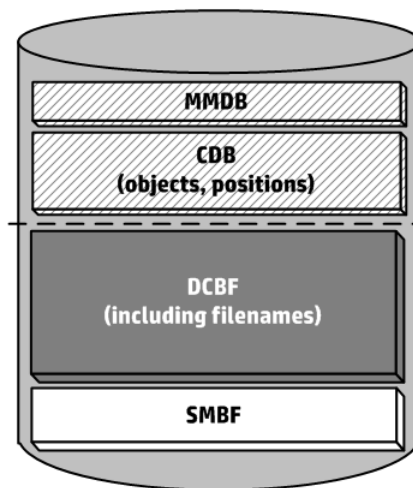 MMDB
CDB
(objects, positions)
DCBF
(including filenames)
SMBF